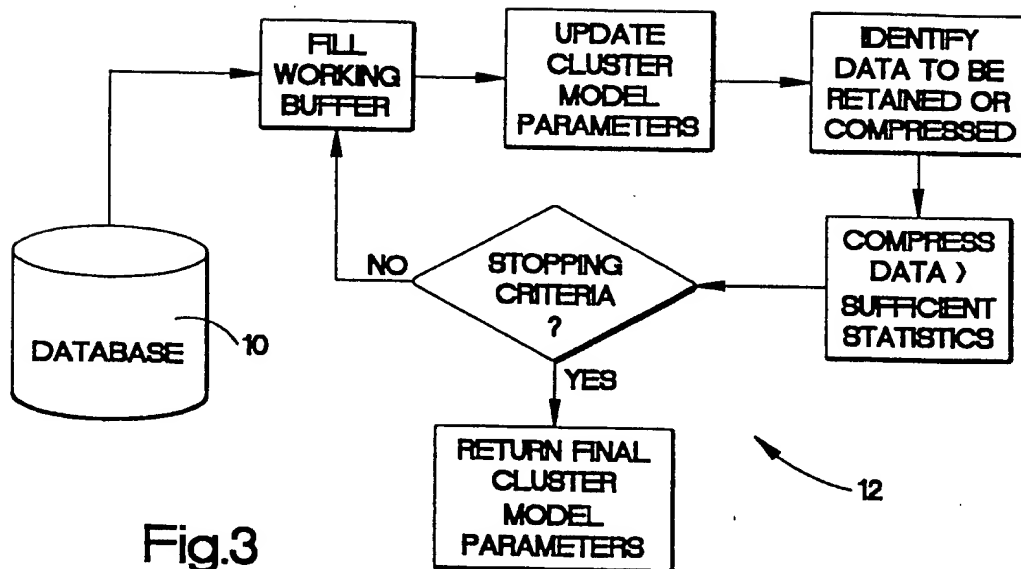 FILL
WORKING
BUFFER
UPDATE
CLUSTER
MODEL
PARAMETERS
IDENTIFY
DATA TO BE
RETAINED OR
COMPRESSED
COMPRESS
DATA >
SUFFICIENT
STATISTICS
STOPPING
CRITERIA
?
NO
YES
DATABASE
10
RETURN FINAL
CLUSTER
MODEL
PARAMETERS
12
Fig.3